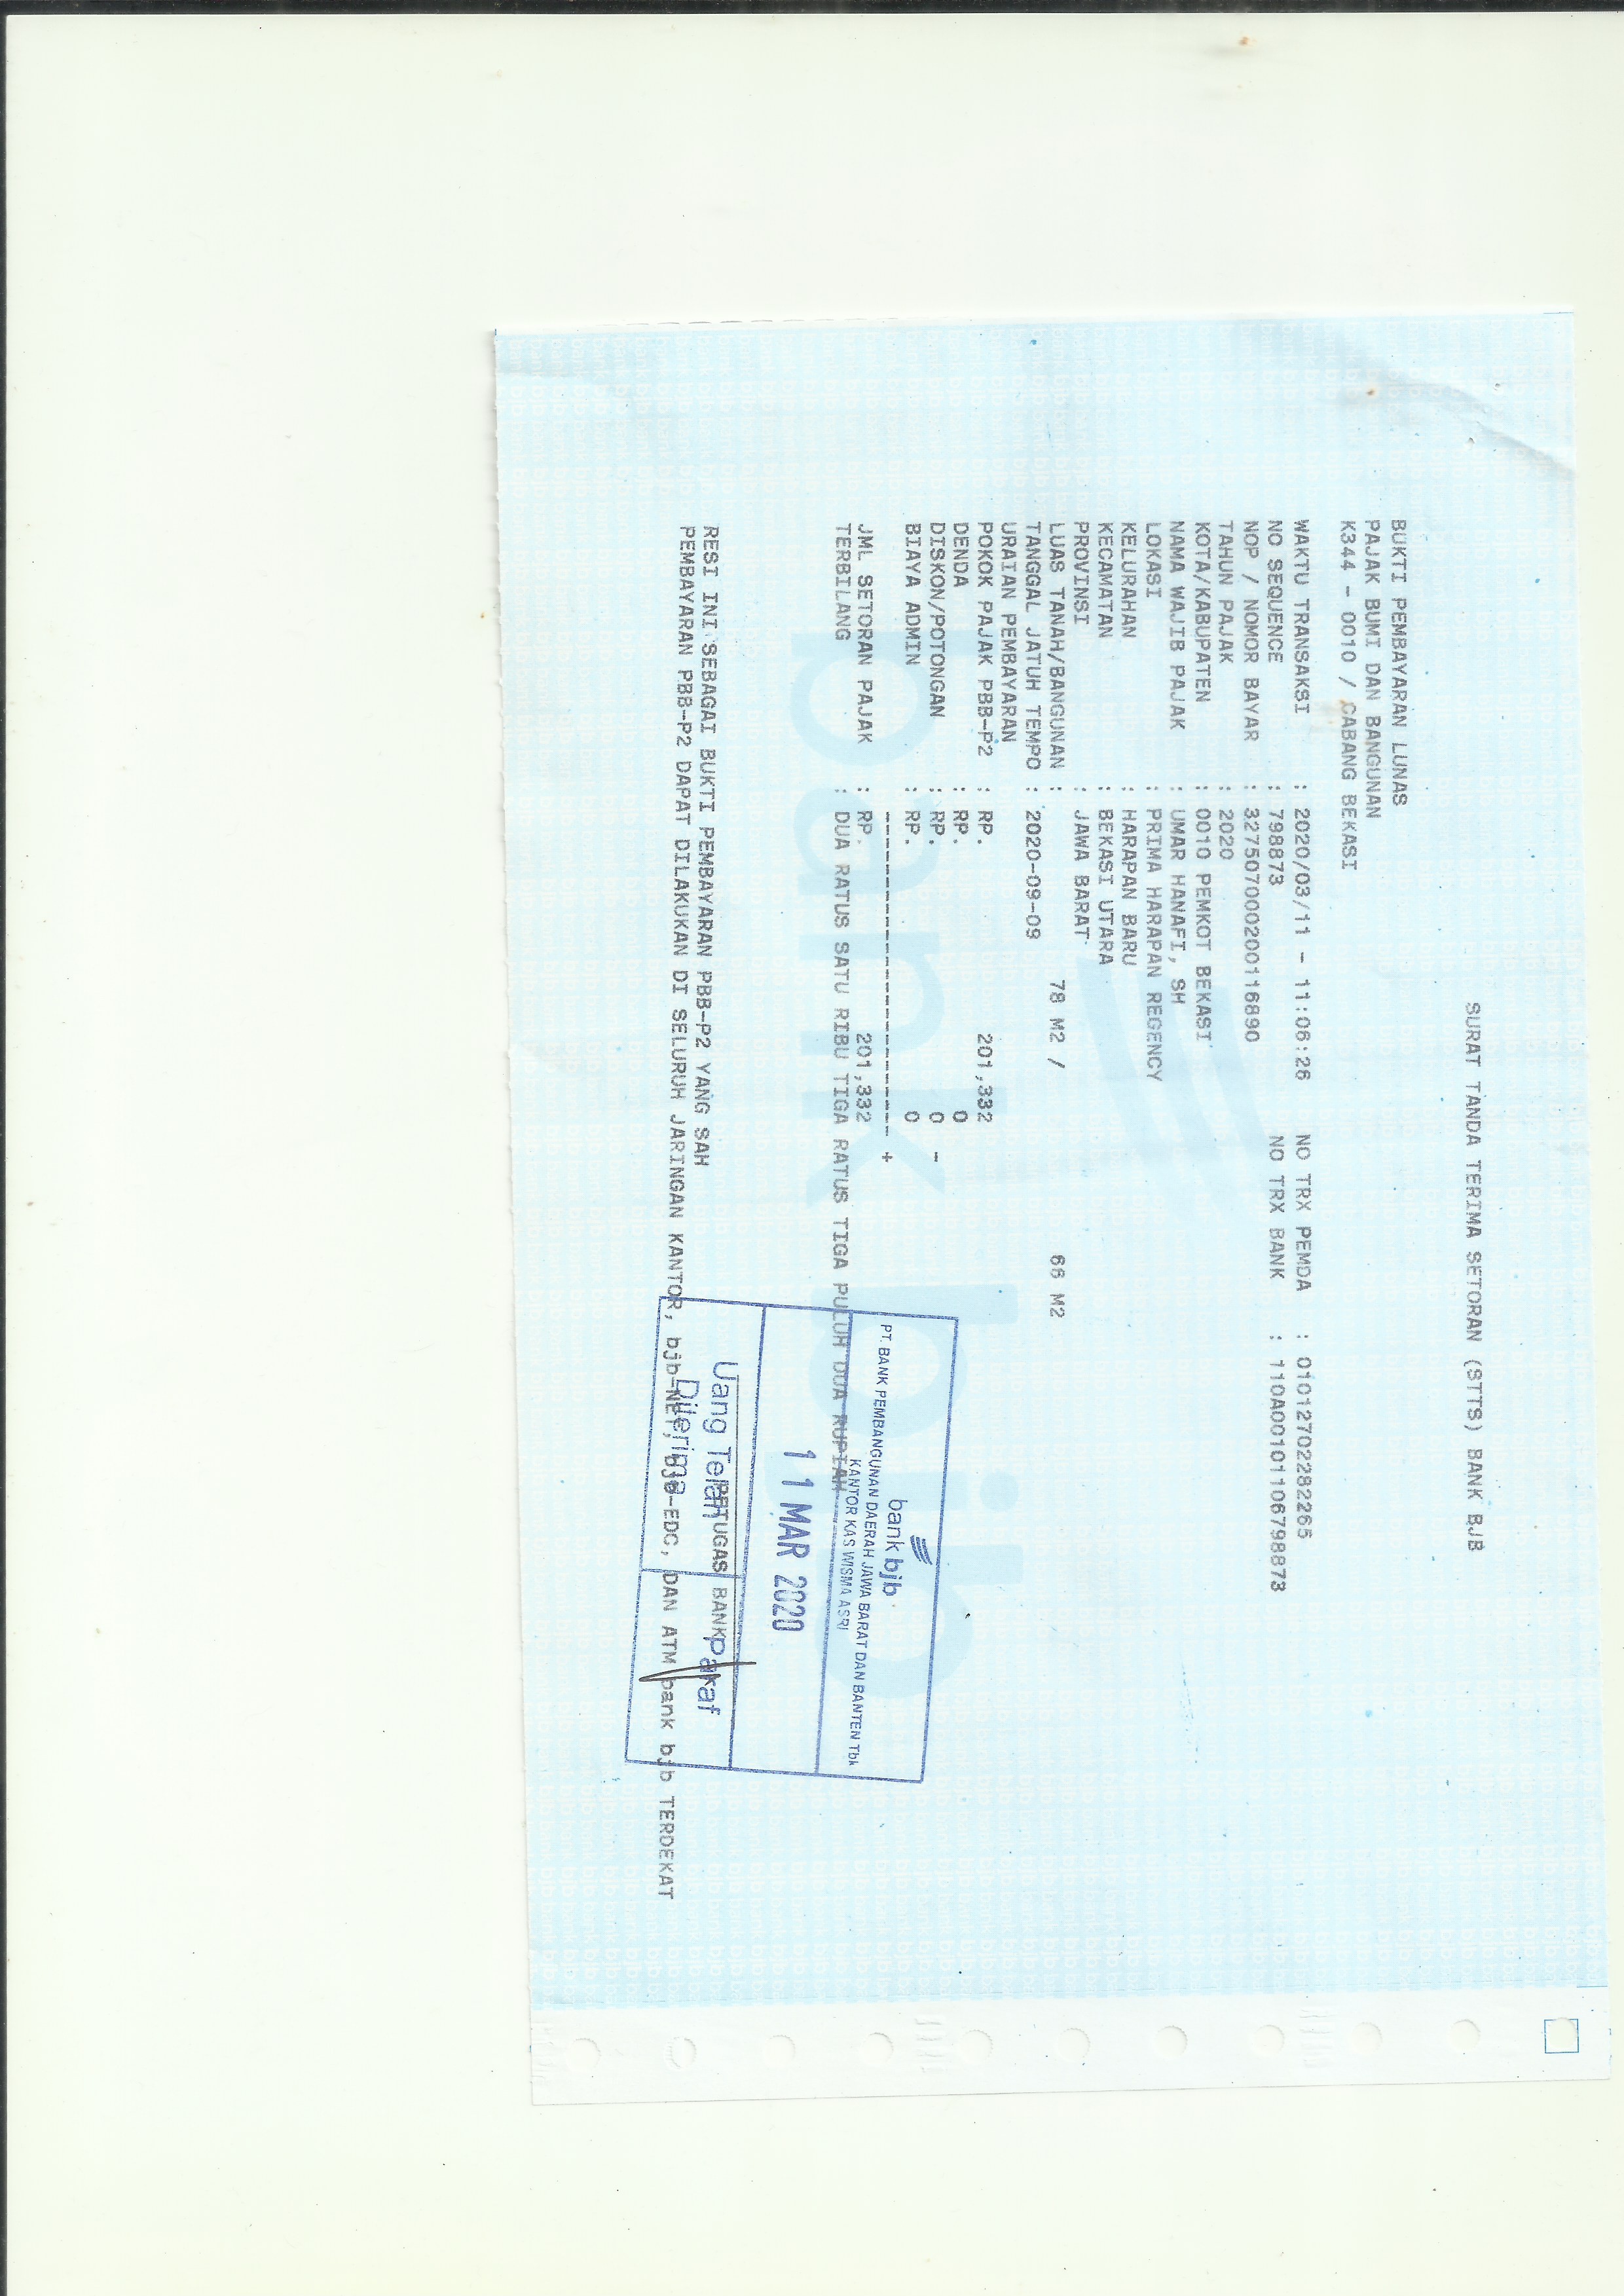 SURAT TANDA TERIMA SETORAN (STTS) BANK BJB
BUKTI PEMBAYARAN LUNAS
PAJAK BUMI DAN BANGUNAN
K344 - 0010 / CABANG BEKASI
WAKTU TRANSAKSI : 2020/03/11 - 11:06:26 NO TRX PEMDA : 01012702282265
NO SEQUENCE : 798873 NO TRX BANK : 110A00101106798873
NOP / NOMOR BAYAR : 327507000200116890
TAHUN PAJAK : 2020
KOTA/KABUPATEN : 0010 PEMKOT BEKASI
NAMA WAJIB PAJAK : UMAR HANAFI, SH
LOKASI : PRIMA HARAPAN REGENCY
KELURAHAN : HARAPAN BARU
KECAMATAN : BEKASI UTARA
PROVINSI : JAWA BARAT
LUAS TANAH/BANGUNAN : 78 M2 / 66 M2
TANGGAL JATUH TEMPO : 2020-09-09
URAIAN PEMBAYARAN
POKOK PAJAK PBB-P2 : RP. 201,332
DENDA : RP. 0
DISKON/POTONGAN : RP. 0 -
BIAYA ADMIN : RP. 0
--------------------------- +
JML SETORAN PAJAK : RP. 201,332
TERBILANG : DUA RATUS SATU RIBU TIGA RATUS TIGA PULUH DUA RUPIAH
bank bjb
PT. BANK PEMBANGUNAN DAERAH JAWA BARAT DAN BANTEN Tbk
KANTOR KAS WISMA ASRI
11 MAR 2020
Uang Telah Diterima
Paraf
PETUGAS BANK
RESI INI SEBAGAI BUKTI PEMBAYARAN PBB-P2 YANG SAH
PEMBAYARAN PBB-P2 DAPAT DILAKUKAN DI SELURUH JARINGAN KANTOR, bjb-NET, bjb-EDC, DAN ATM bank bjb TERDEKAT
bank bjb